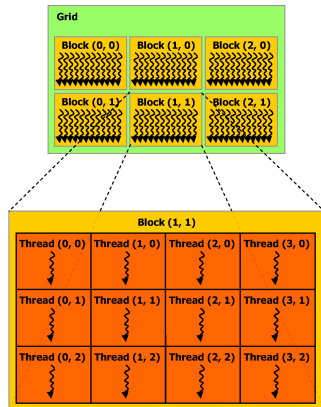 Grid
Block (0, 0) Block (1, 0) Block (2, 0)
Block (0, 1) Block (1, 1) Block (2, 1)
Block (1, 1)
Thread (0, 0) Thread (1, 0) Thread (2, 0) Thread (3, 0)
Thread (0, 1) Thread (1, 1) Thread (2, 1) Thread (3, 1)
Thread (0, 2) Thread (1, 2) Thread (2, 2) Thread (3, 2)